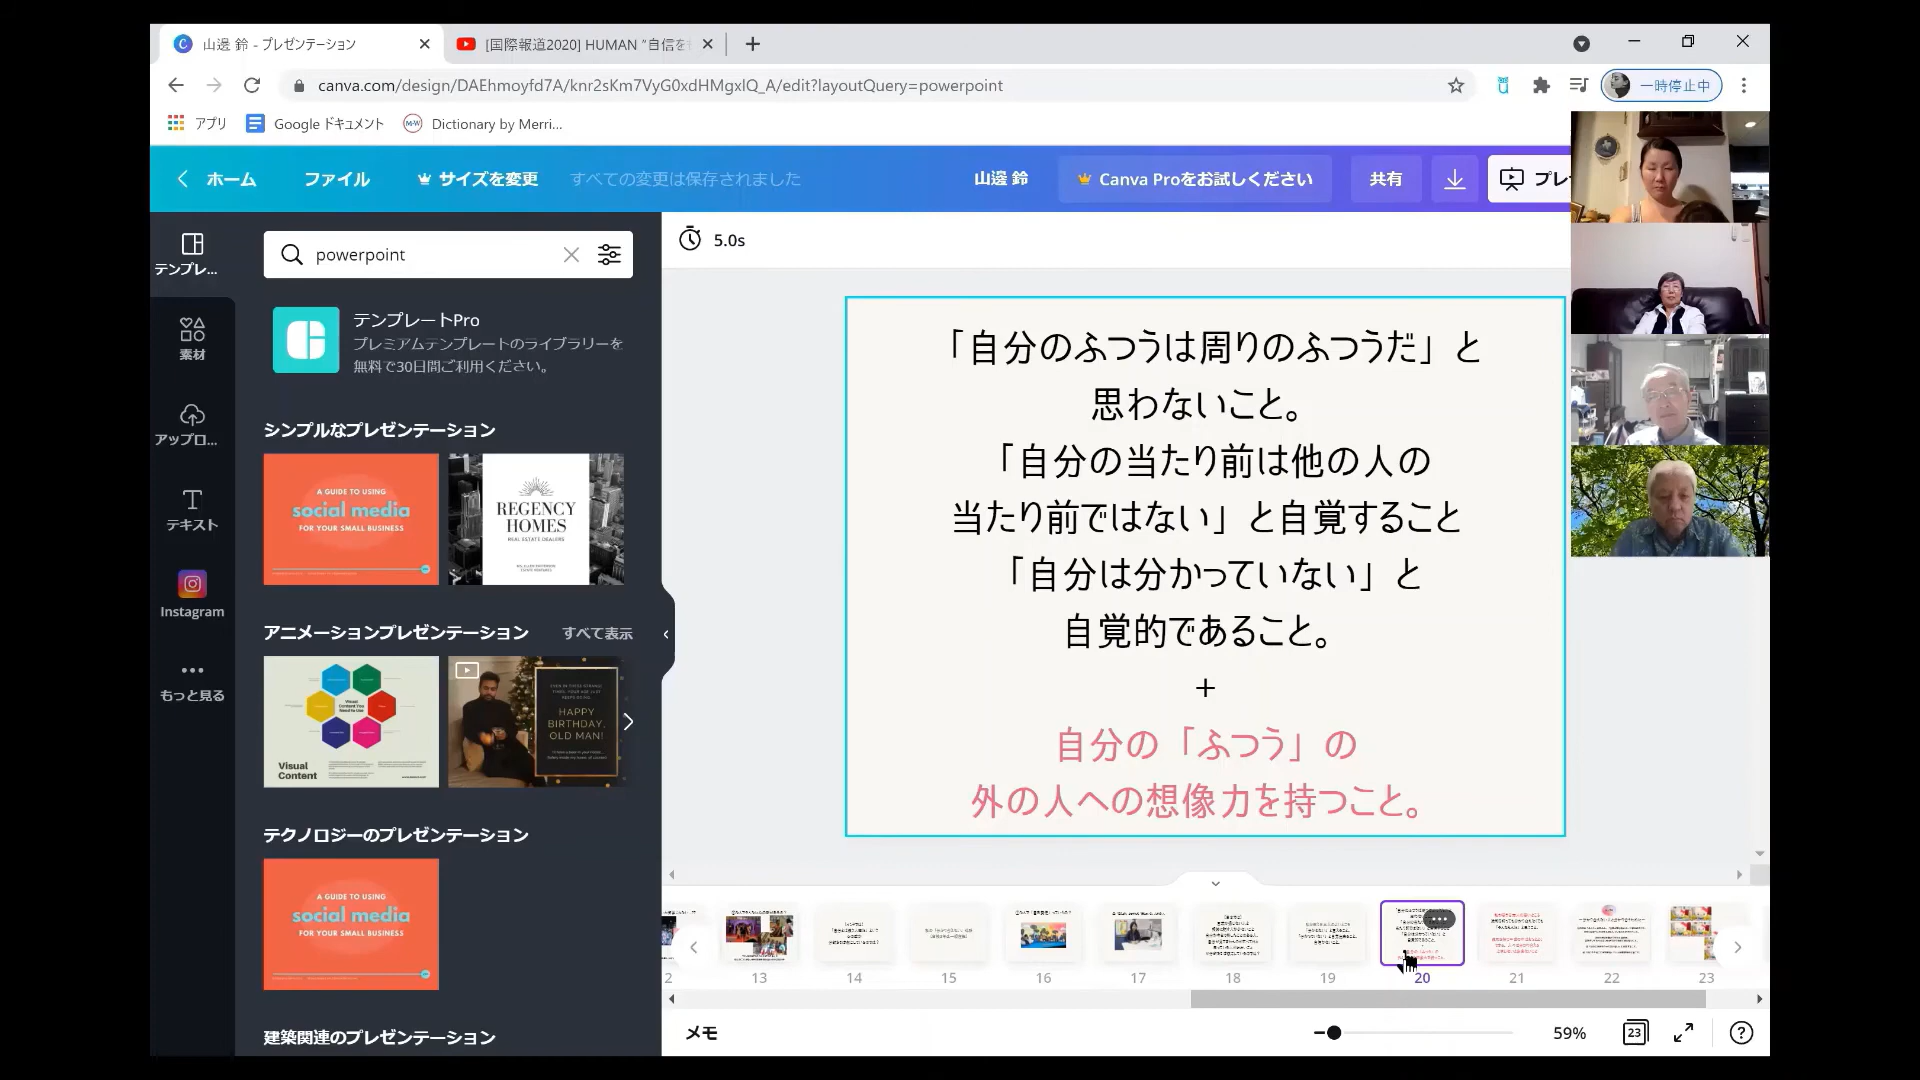 山邉 鈴 - プレゼンテーション
[国際報道2020] HUMAN "自信を
canva.com/design/DAEhmoyfd7A/knr2sKm7VyG0xdHMgxlQ_A/edit?layoutQuery=powerpoint
一時停止中
アプリ
Google ドキュメント
Dictionary by Merri...
ホーム
ファイル
サイズを変更
すべての変更は保存されました
山邉 鈴
Canva Proをお試しください
共有
プレ
テンプレ...
素材
アップロ...
テキスト
Instagram
もっと見る
powerpoint
テンプレートPro
プレミアムテンプレートのライブラリーを
無料で30日間ご利用ください。
シンプルなプレゼンテーション
A GUIDE TO USING
social media
FOR YOUR SMALL BUSINESS
REGENCY
HOMES
REAL ESTATE DEALERS
アニメーションプレゼンテーション
すべて表示
Visual
Content
HAPPY
BIRTHDAY,
OLD MAN!
テクノロジーのプレゼンテーション
A GUIDE TO USING
social media
FOR YOUR SMALL BUSINESS
建築関連のプレゼンテーション
5.0s
「自分のふつうは周りのふつうだ」と
思わないこと。
「自分の当たり前は他の人の
当たり前ではない」と自覚すること
「自分は分かっていない」と
自覚的であること。
+
自分の「ふつう」の
外の人への想像力を持つこと。
2
13
14
15
16
17
18
19
20
21
22
23
メモ
59%
23